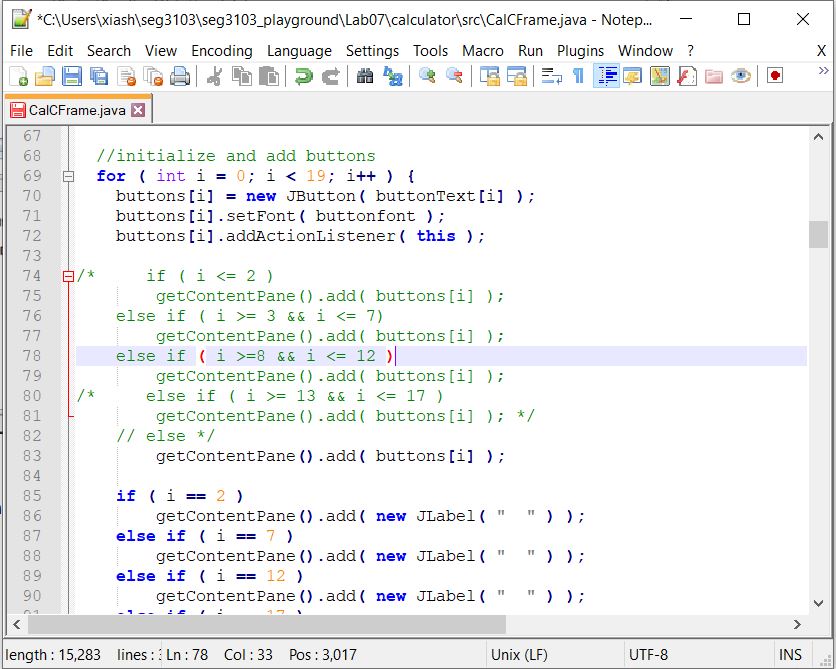 *C:\Users\xiash\seg3103\seg3103_playground\Lab07\calculator\src\CalCFrame.java - Notep...
File Edit Search View Encoding Language Settings Tools Macro Run Plugins Window ? X
CalCFrame.java
67
68 //initialize and add buttons
69 for ( int i = 0; i < 19; i++ ) {
70 buttons[i] = new JButton( buttonText[i] );
71 buttons[i].setFont( buttonfont );
72 buttons[i].addActionListener( this );
73
74 /* if ( i <= 2 )
75 getContentPane().add( buttons[i] );
76 else if ( i >= 3 && i <= 7)
77 getContentPane().add( buttons[i] );
78 else if ( i >=8 && i <= 12 )
79 getContentPane().add( buttons[i] );
80 /* else if ( i >= 13 && i <= 17 )
81 getContentPane().add( buttons[i] ); */
82 // else */
83 getContentPane().add( buttons[i] );
84
85 if ( i == 2 )
86 getContentPane().add( new JLabel( " " ) );
87 else if ( i == 7 )
88 getContentPane().add( new JLabel( " " ) );
89 else if ( i == 12 )
90 getContentPane().add( new JLabel( " " ) );
length : 15,283 lines : Ln : 78 Col : 33 Pos : 3,017 Unix (LF) UTF-8 INS